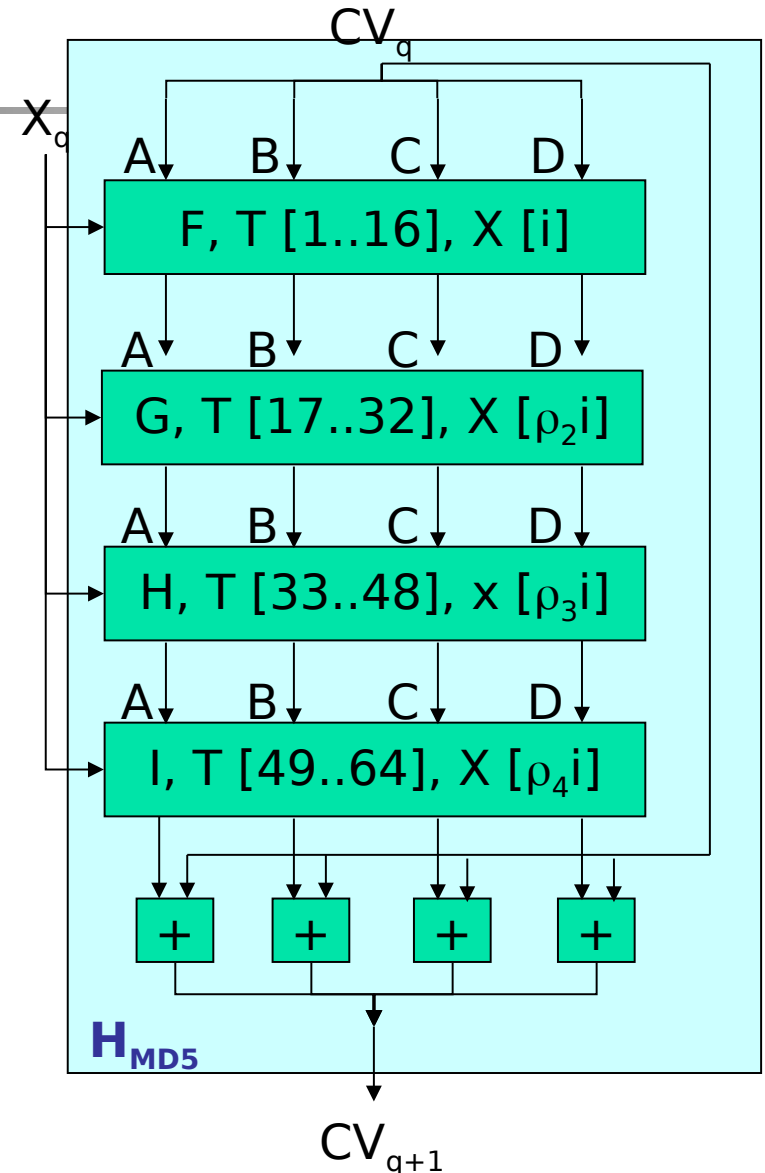 CVq
Xq
A B C D
F, T [1..16], X [i]
A B C D
G, T [17..32], X [ρ2i]
A B C D
H, T [33..48], x [ρ3i]
A B C D
I, T [49..64], X [ρ4i]
+ + + +
HMD5
CVq+1